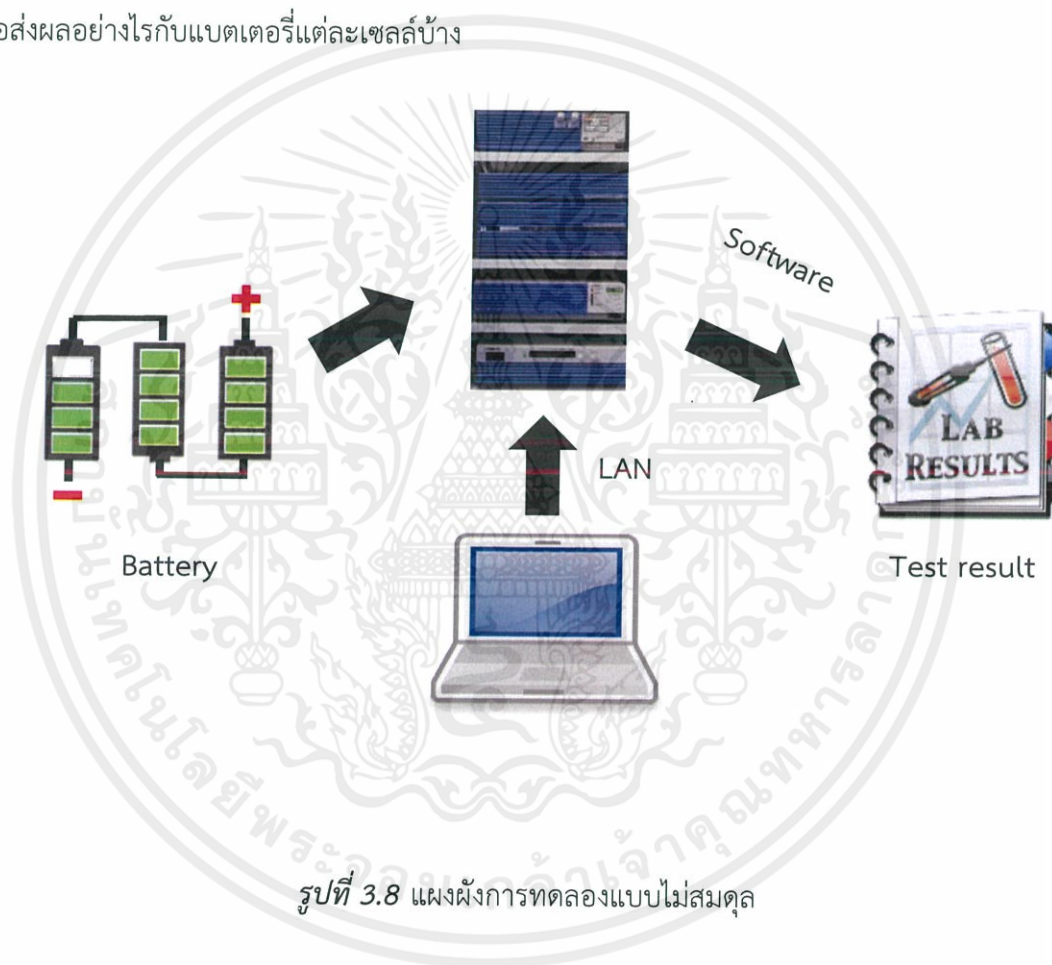 อส่งผลอย่างไรกับแบตเตอรี่แต่ละเซลล์บ้าง
Software
LAN
LAB
RESULTS
Battery
Test result
รูปที่ 3.8 แผงผังการทดลองแบบไม่สมดุล